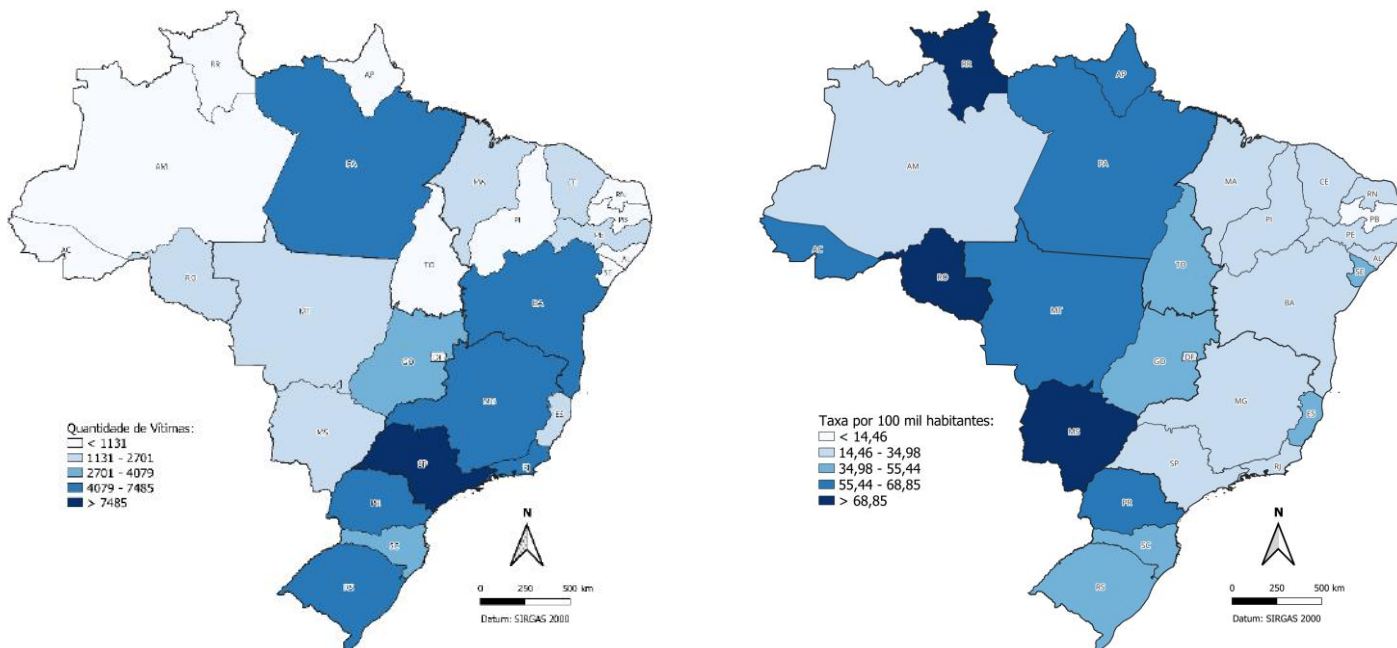 RR
AP
AM
PA
MA
CE
RN
PI
PB
PE
AL
SE
AC
TO
RO
BA
MT
GO
DF
MG
ES
MS
SP
RJ
PR
SC
RS
Quantidade de Vítimas:
< 1131
1131 - 2701
2701 - 4079
4079 - 7485
> 7485
N
0 250 500 km
Datum: SIRGAS 2000
RR
AP
AM
PA
MA
CE
RN
PI
PB
PE
AL
SE
AC
TO
RO
BA
MT
GO
DF
MG
ES
MS
SP
RJ
PR
SC
RS
Taxa por 100 mil habitantes:
< 14,46
14,46 - 34,98
34,98 - 55,44
55,44 - 68,85
> 68,85
N
0 250 500 km
Datum: SIRGAS 2000